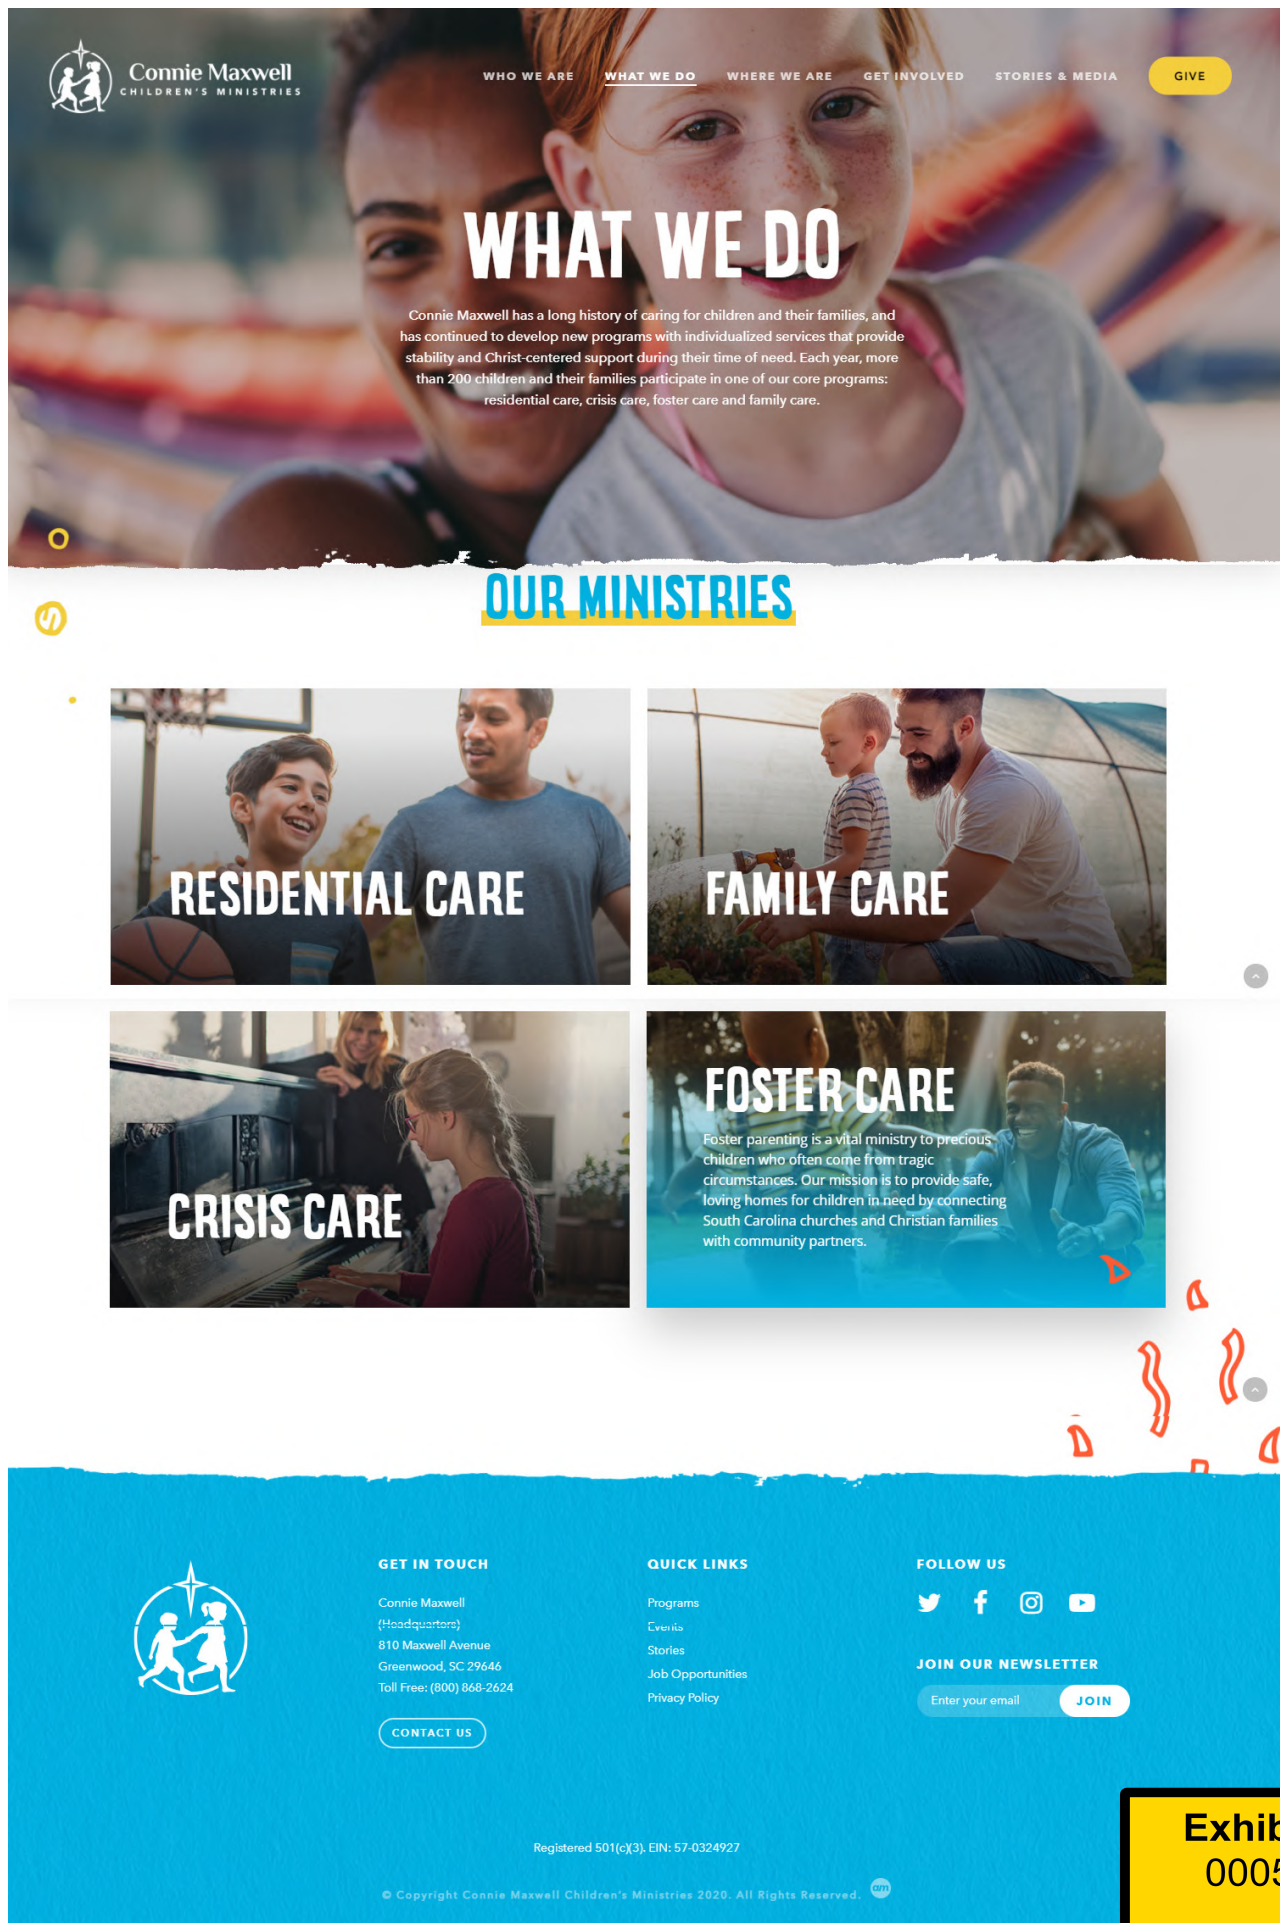 Connie Maxwell
CHILDREN'S MINISTRIES
WHO WE ARE
WHAT WE DO
WHERE WE ARE
GET INVOLVED
STORIES & MEDIA
GIVE
WHAT WE DO
Connie Maxwell has a long history of caring for children and their families, and
has continued to develop new programs with individualized services that provide
stability and Christ-centered support during their time of need. Each year, more
than 200 children and their families participate in one of our core programs:
residential care, crisis care, foster care and family care.
OUR MINISTRIES
RESIDENTIAL CARE
FAMILY CARE
CRISIS CARE
FOSTER CARE
Foster parenting is a vital ministry to precious
children who often come from tragic
circumstances. Our mission is to provide safe,
loving homes for children in need by connecting
South Carolina churches and Christian families
with community partners.
GET IN TOUCH
Connie Maxwell
(Headquarters)
810 Maxwell Avenue
Greenwood, SC 29646
Toll Free: (800) 868-2624
CONTACT US
QUICK LINKS
Programs
Events
Stories
Job Opportunities
Privacy Policy
FOLLOW US
JOIN OUR NEWSLETTER
Enter your email
JOIN
Registered 501(c)(3). EIN: 57-0324927
© Copyright Connie Maxwell Children's Ministries 2020. All Rights Reserved.
am